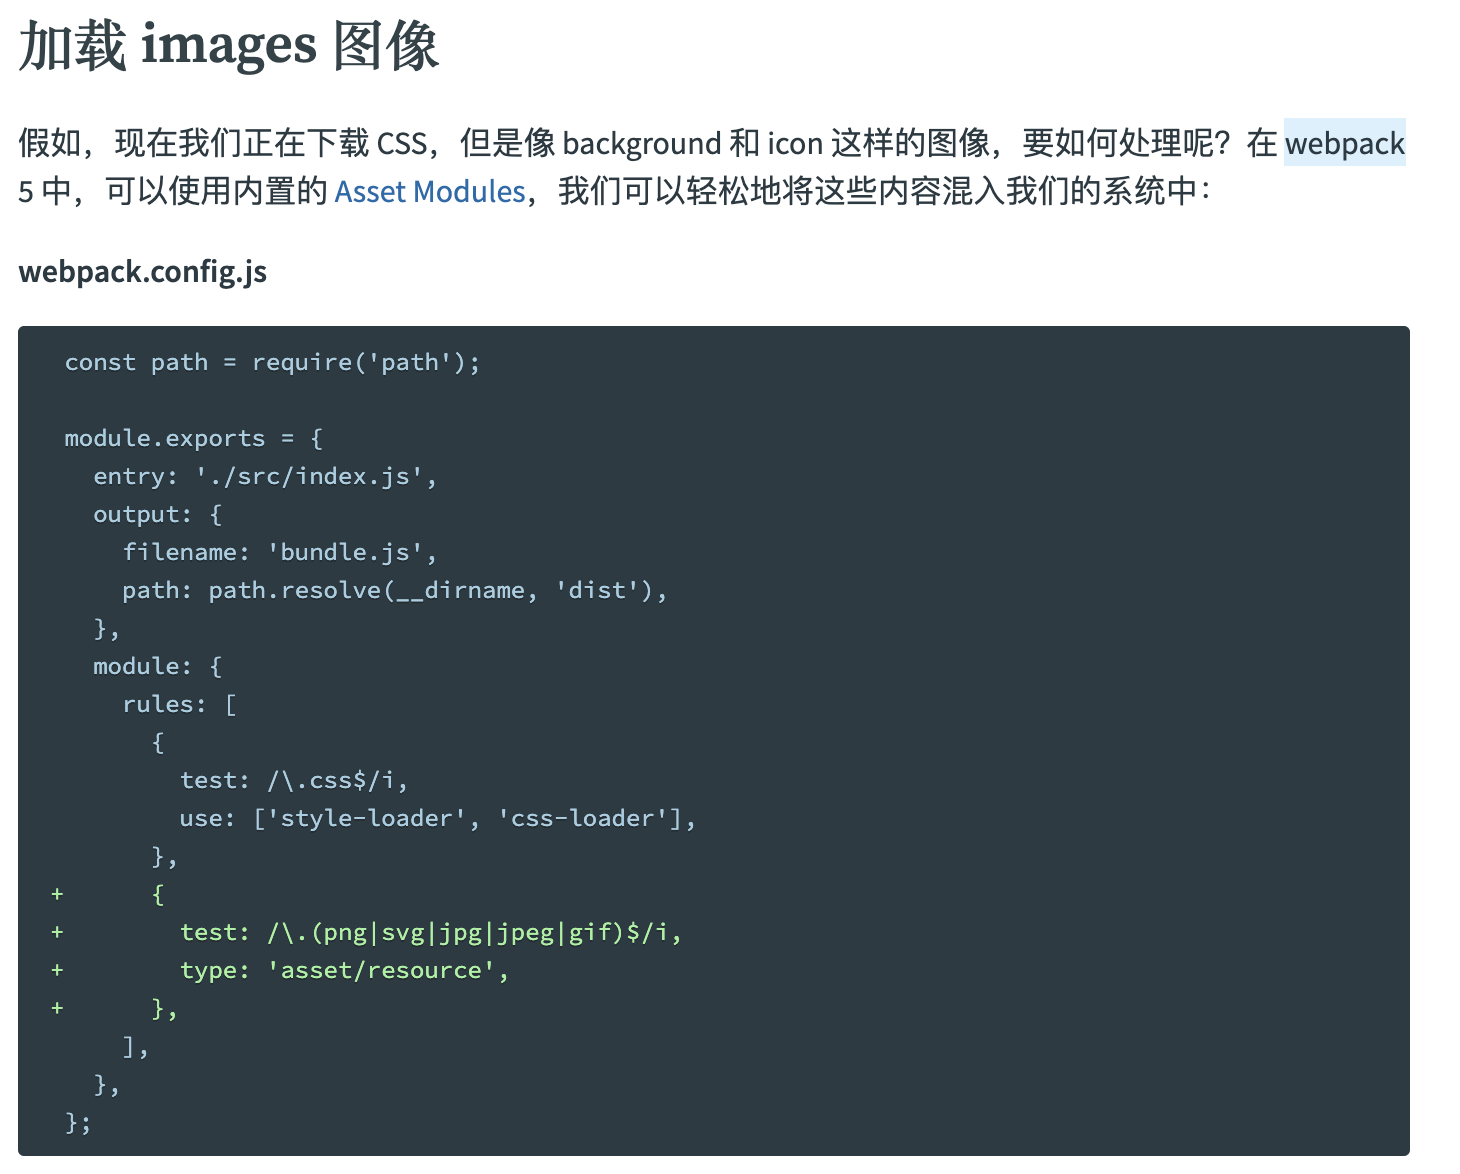 加载 images 图像
假如，现在我们正在下载 CSS，但是像 background 和 icon 这样的图像，要如何处理呢？在 webpack
5 中，可以使用内置的 Asset Modules，我们可以轻松地将这些内容混入我们的系统中：
webpack.config.js
const path = require('path');
module.exports = {
  entry: './src/index.js',
  output: {
    filename: 'bundle.js',
    path: path.resolve(__dirname, 'dist'),
  },
  module: {
    rules: [
      {
        test: /\.css$/i,
        use: ['style-loader', 'css-loader'],
      },
+      {
+        test: /\.(png|svg|jpg|jpeg|gif)$/i,
+        type: 'asset/resource',
+      },
    ],
  },
};